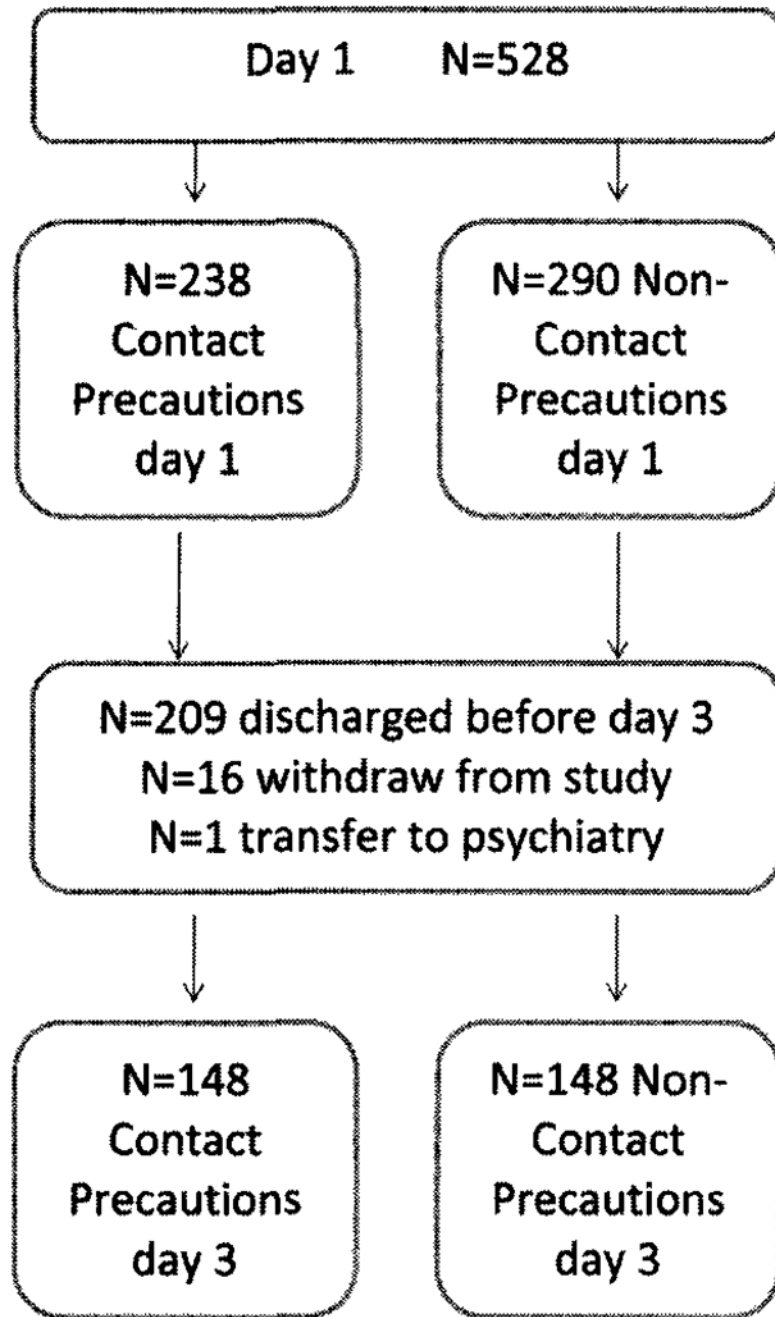 Day 1 N=528
N=238
Contact
Precautions
day 1
N=290 Non-
Contact
Precautions
day 1
N=209 discharged before day 3
N=16 withdraw from study
N=1 transfer to psychiatry
N=148
Contact
Precautions
day 3
N=148 Non-
Contact
Precautions
day 3